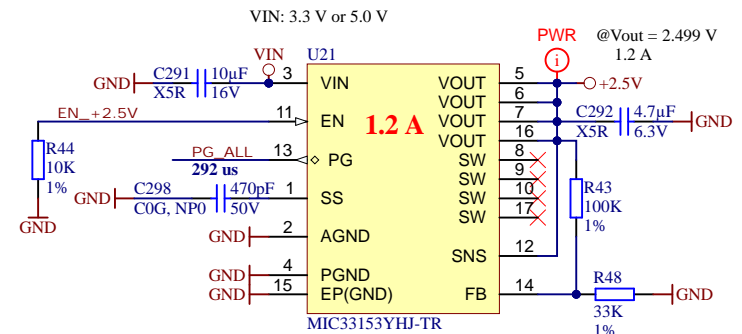 VIN: 3.3 V or 5.0 V
PWR
@Vout = 2.499 V
1.2 A
i
VIN
U21
C291
10µF
GND
X5R
16V
3
VIN
VOUT
5
+2.5V
VOUT
6
EN_+2.5V
11
EN
1.2 A
VOUT
7
C292
4.7µF
GND
X5R
6.3V
VOUT
16
R44
10K
1%
GND
PG_ALL
13
PG
292 us
SW
8
SW
9
SW
10
SW
17
R43
100K
1%
GND
C298
470pF
C0G, NP0
50V
1
SS
GND
2
AGND
SNS
12
GND
4
PGND
GND
15
EP(GND)
FB
14
R48
33K
1%
GND
MIC33153YHJ-TR